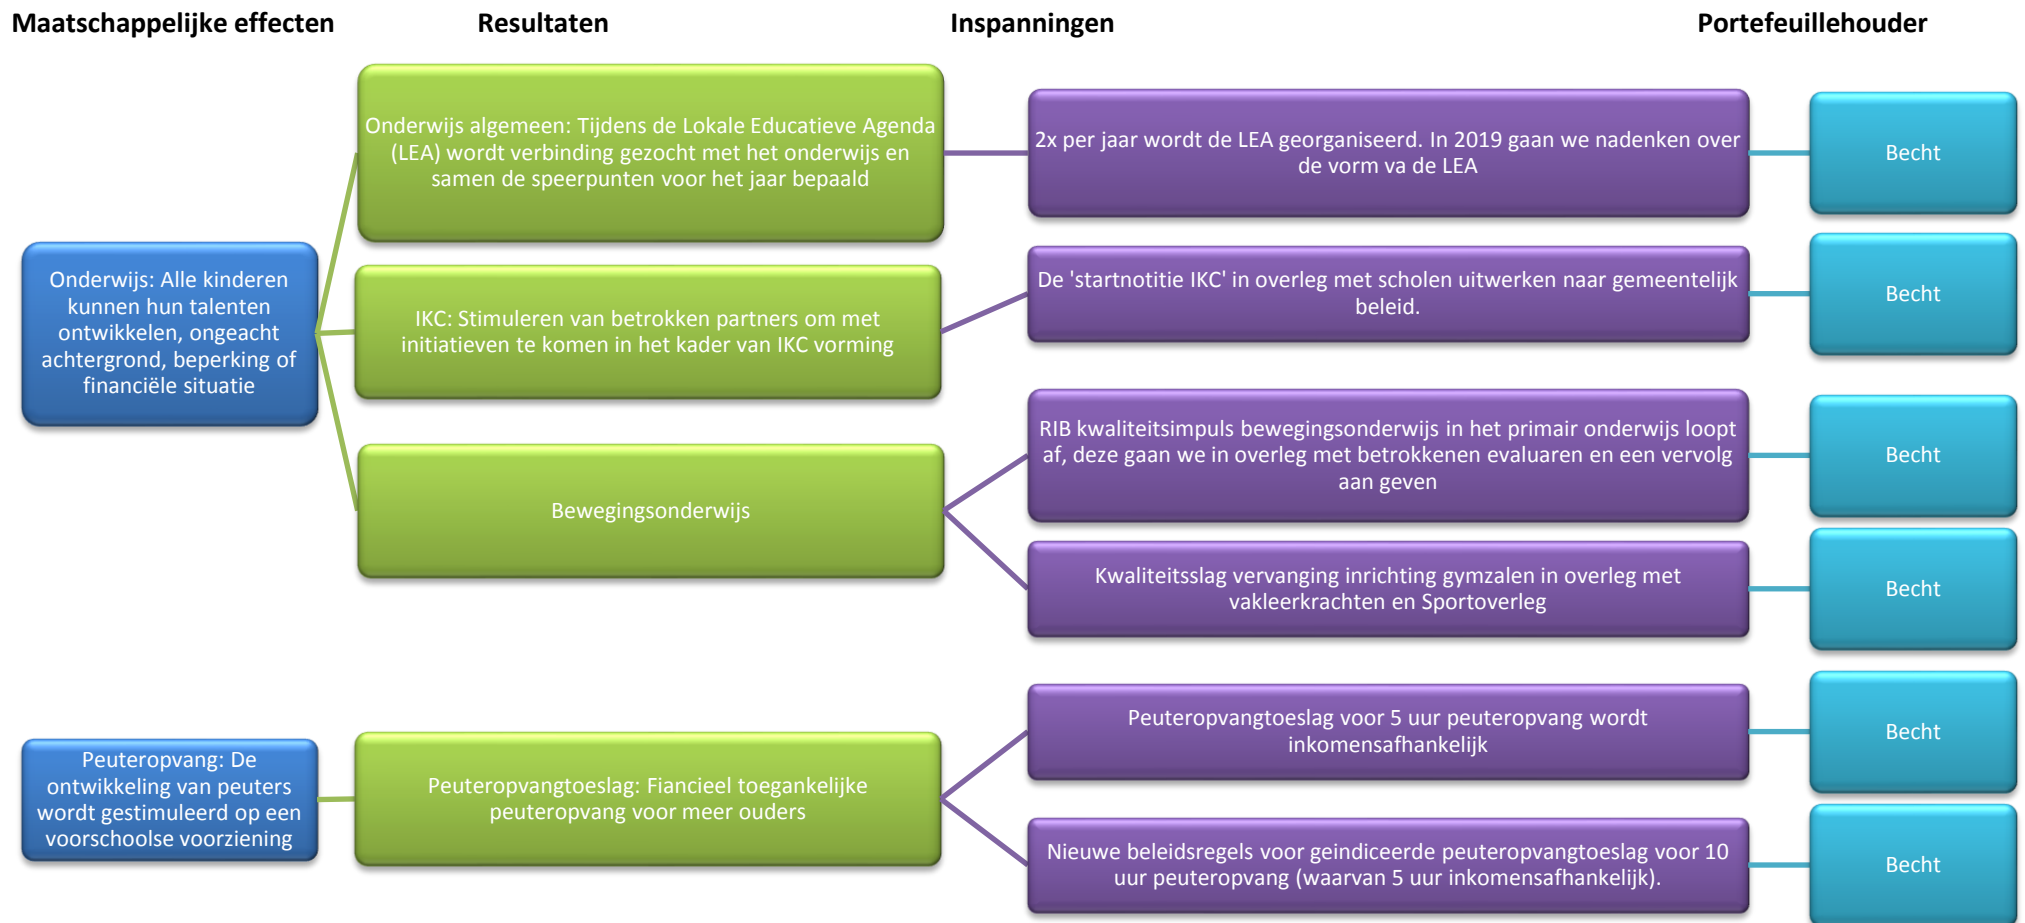 Maatschappelijke effecten
Resultaten
Inspanningen
Portefeuillehouder
Onderwijs: Alle kinderen
kunnen hun talenten
ontwikkelen, ongeacht
achtergrond, beperking of
financiële situatie
Onderwijs algemeen: Tijdens de Lokale Educatieve Agenda
(LEA) wordt verbinding gezocht met het onderwijs en
samen de speerpunten voor het jaar bepaald
2x per jaar wordt de LEA georganiseerd. In 2019 gaan we nadenken over
de vorm va de LEA
Becht
IKC: Stimuleren van betrokken partners om met
initiatieven te komen in het kader van IKC vorming
De 'startnotitie IKC' in overleg met scholen uitwerken naar gemeentelijk
beleid.
Becht
Bewegingsonderwijs
RIB kwaliteitsimpuls bewegingsonderwijs in het primair onderwijs loopt
af, deze gaan we in overleg met betrokkenen evaluaren en een vervolg
aan geven
Becht
Kwaliteitsslag vervanging inrichting gymzalen in overleg met
vakleerkrachten en Sportoverleg
Becht
Peuteropvang: De
ontwikkeling van peuters
wordt gestimuleerd op een
voorschoolse voorziening
Peuteropvangtoeslag: Fiancieel toegankelijke
peuteropvang voor meer ouders
Peuteropvangtoeslag voor 5 uur peuteropvang wordt
inkomensafhankelijk
Becht
Nieuwe beleidsregels voor geindiceerde peuteropvangtoeslag voor 10
uur peuteropvang (waarvan 5 uur inkomensafhankelijk).
Becht